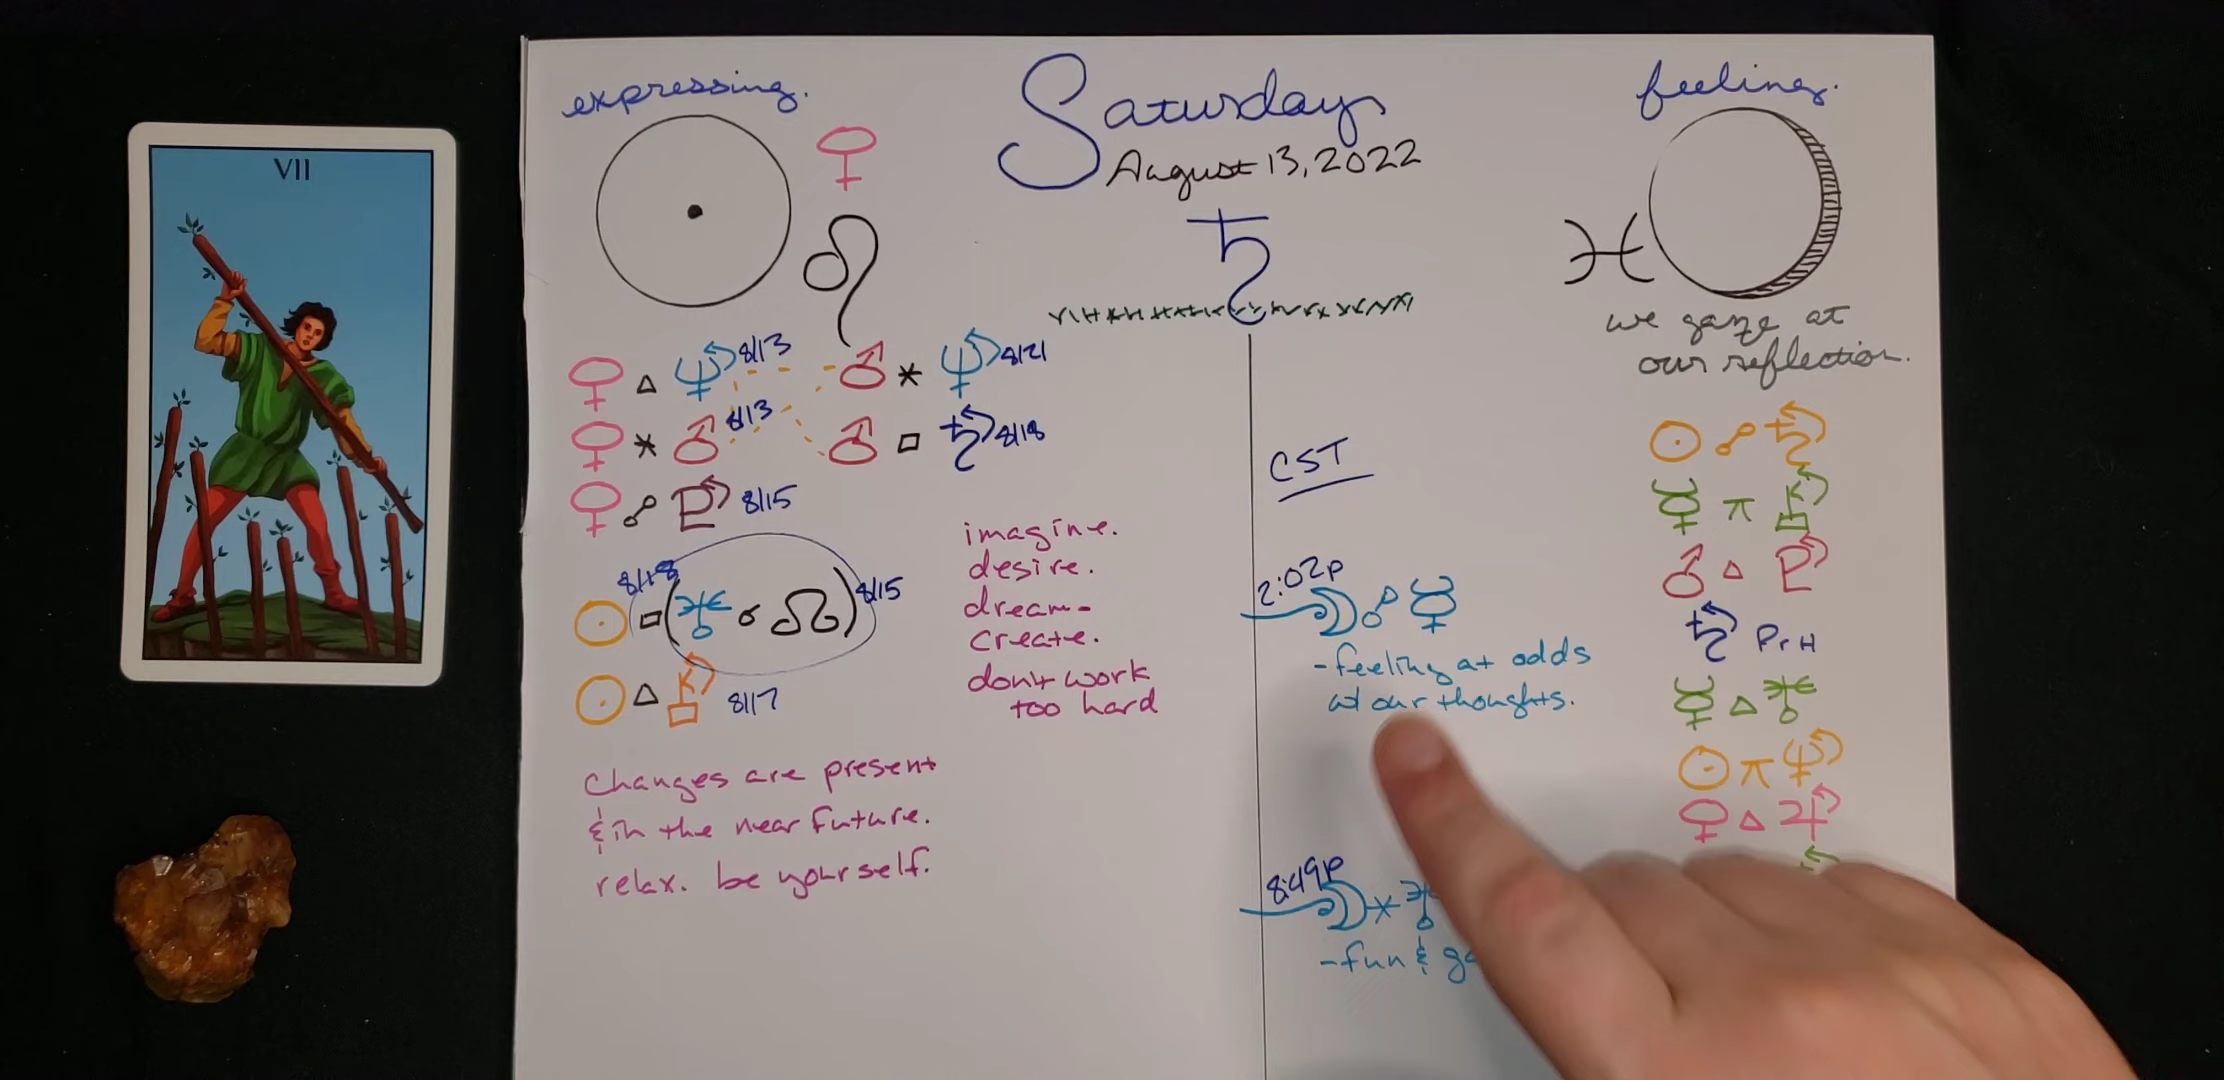 VII
expressing.
Saturday
August 13, 2022
feeling.
we gaze at
our reflection.
♀ △ ♆ 8/13
♂ ⚹ ♆ 8/21
♀ ⚹ ♂ 8/13
♂ □ ♄ 8/18
♀ ☍ ♇ 8/15
8/18 ☉ □ (♅ ☌ ☊) 8/15
☉ △ ⚷ 8/17
imagine.
desire.
dream-
create.
don't work
too hard
changes are present
& in the near future.
relax. be yourself.
CST
2:02p ☽ ☍ ☿
- feeling at odds
w/ our thoughts.
8:49p ☽ ⚹ ♅
- fun &
☉ ☍ ♄
☿ π ⚷
♂ △ ♇
♄ PrH
☿ △ ♅
☉ π ♆
♀ △ ♃